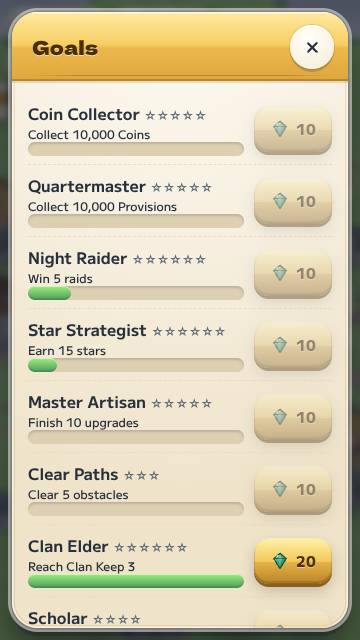 Goals
Coin Collector ☆☆☆☆☆
Collect 10,000 Coins
10
Quartermaster ☆☆☆☆☆
Collect 10,000 Provisions
10
Night Raider ☆☆☆☆☆☆
Win 5 raids
10
Star Strategist ☆☆☆☆☆☆
Earn 15 stars
10
Master Artisan ☆☆☆☆☆
Finish 10 upgrades
10
Clear Paths ☆☆☆
Clear 5 obstacles
10
Clan Elder ☆☆☆☆☆☆
Reach Clan Keep 3
20
Scholar ☆☆☆☆